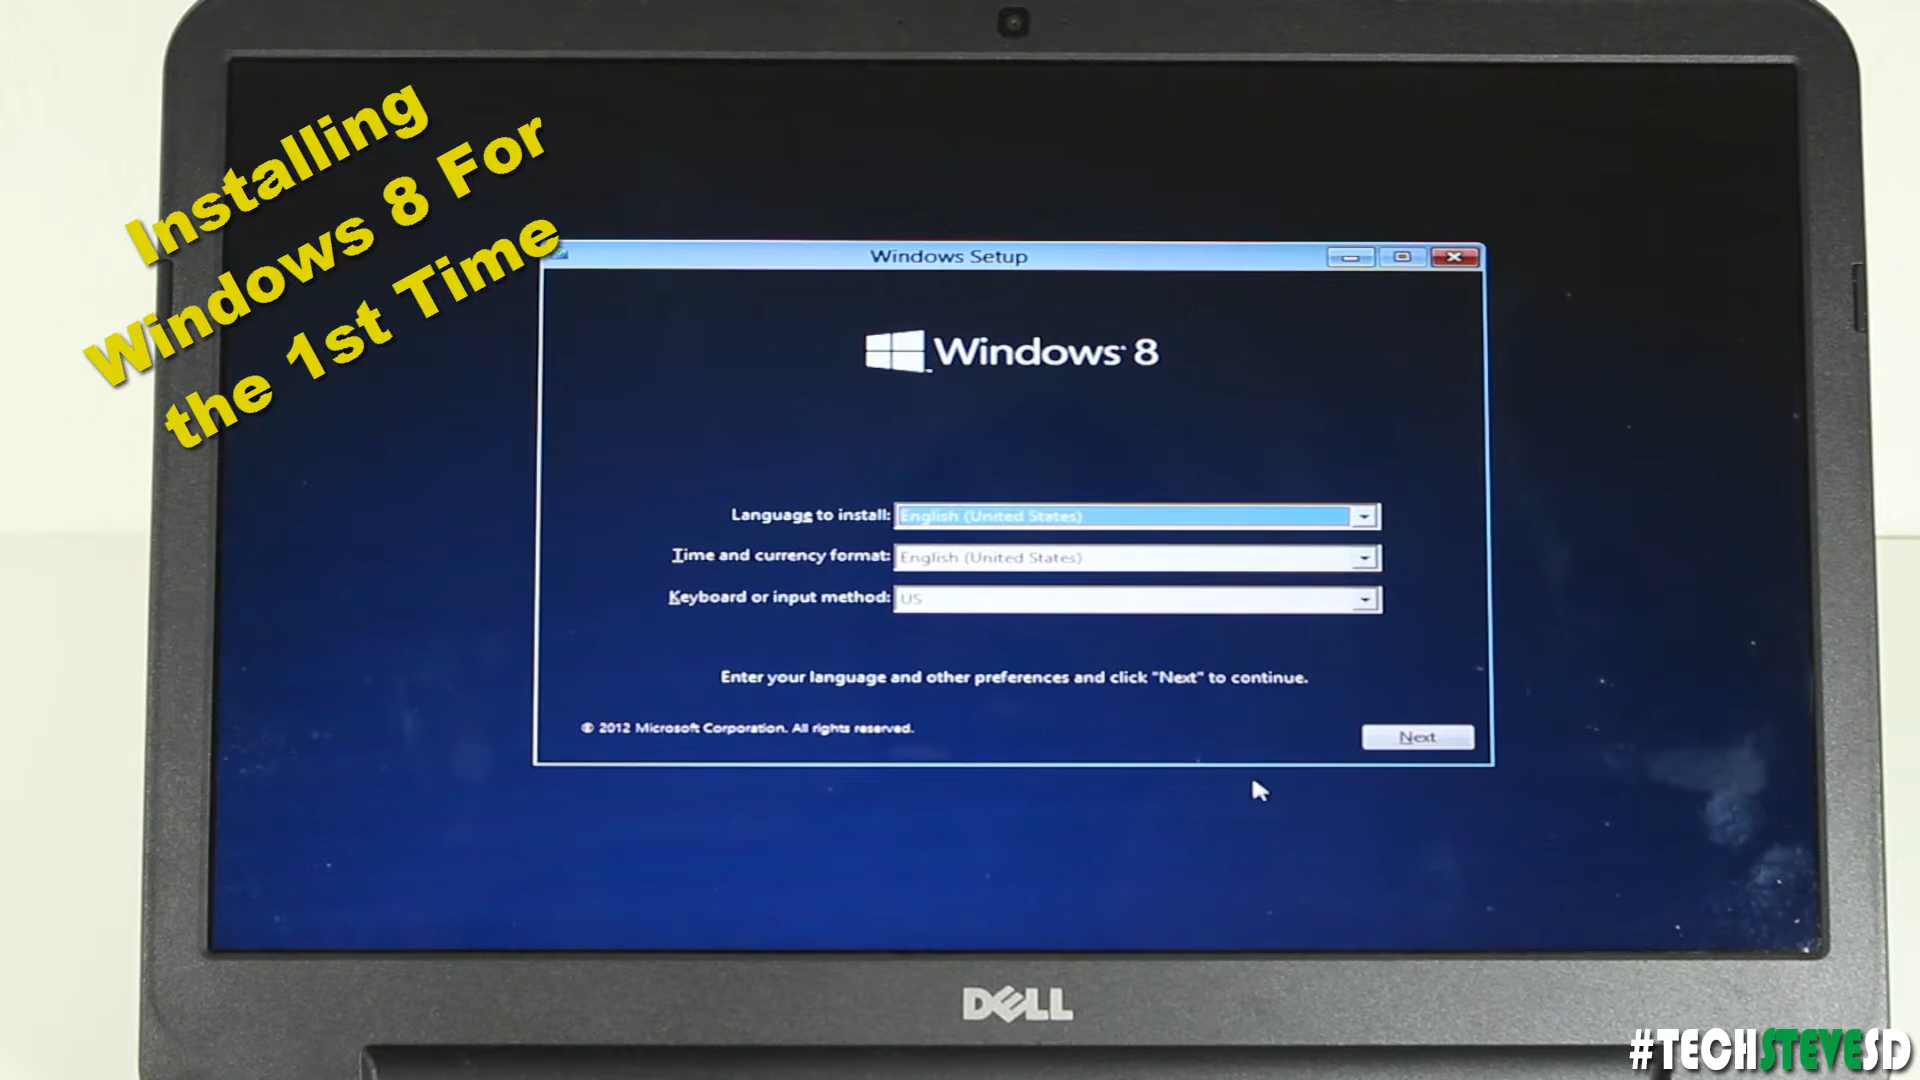 Installing
Windows 8 For
the 1st Time
Windows Setup
Windows 8
Language to install: English (United States)
Time and currency format: English (United States)
Keyboard or input method: US
Enter your language and other preferences and click "Next" to continue.
© 2012 Microsoft Corporation. All rights reserved.
Next
DELL
#TECHSTEVESD